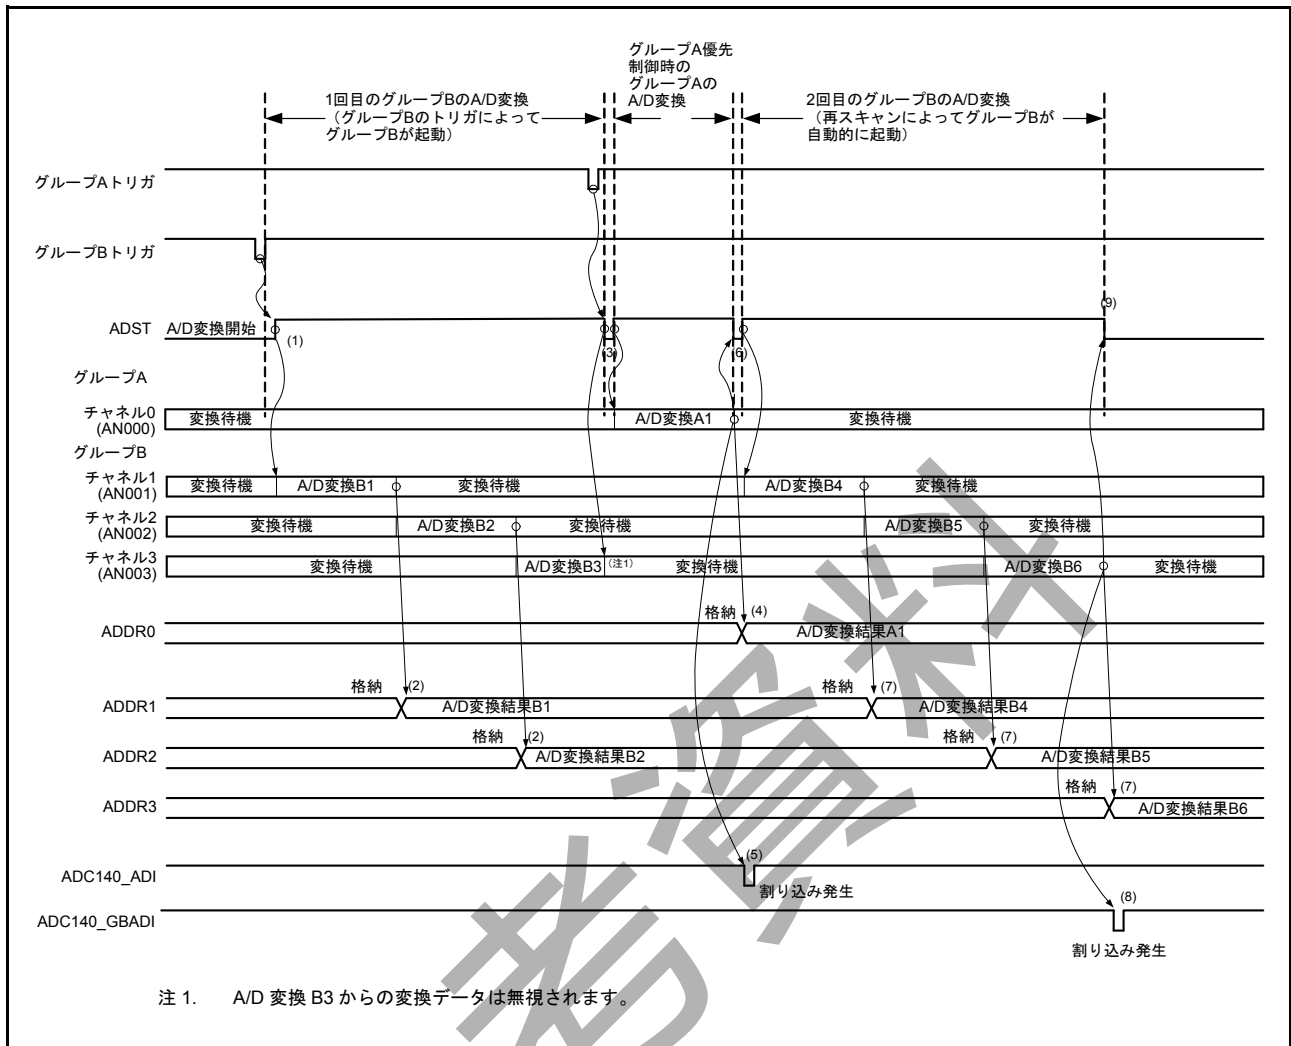 グループA優先
制御時の
グループAの
A/D変換
1回目のグループBのA/D変換
（グループBのトリガによって
グループBが起動）
2回目のグループBのA/D変換
（再スキャンによってグループBが
自動的に起動）
グループAトリガ
グループBトリガ
ADST
A/D変換開始
(1)
(3)
(6)
(9)
グループA
チャネル0
(AN000)
変換待機
A/D変換A1
変換待機
グループB
チャネル1
(AN001)
変換待機
A/D変換B1
変換待機
A/D変換B4
変換待機
チャネル2
(AN002)
変換待機
A/D変換B2
変換待機
A/D変換B5
変換待機
チャネル3
(AN003)
変換待機
A/D変換B3
（注1）
変換待機
A/D変換B6
変換待機
ADDR0
格納
(4)
A/D変換結果A1
ADDR1
格納
(2)
A/D変換結果B1
格納
(7)
A/D変換結果B4
ADDR2
格納
(2)
A/D変換結果B2
格納
(7)
A/D変換結果B5
ADDR3
格納
(7)
A/D変換結果B6
ADC140_ADI
(5)
割り込み発生
ADC140_GBADI
(8)
割り込み発生
注 1. A/D 変換 B3 からの変換データは無視されます。
考資料